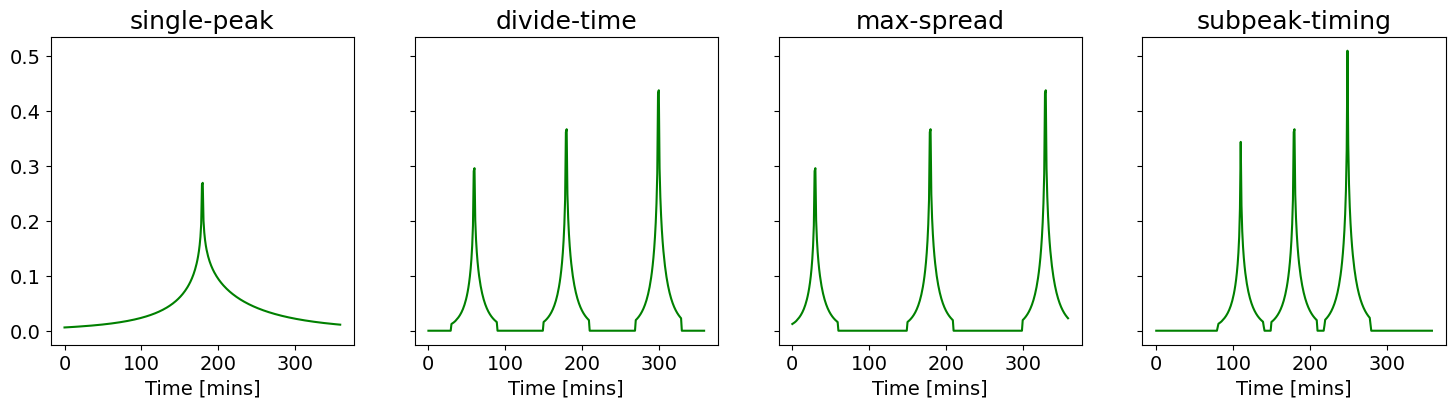 single-peak
divide-time
max-spread
subpeak-timing
0.5
0.4
0.3
0.2
0.1
0.0
0 100 200 300
0 100 200 300
0 100 200 300
0 100 200 300
Time [mins]
Time [mins]
Time [mins]
Time [mins]